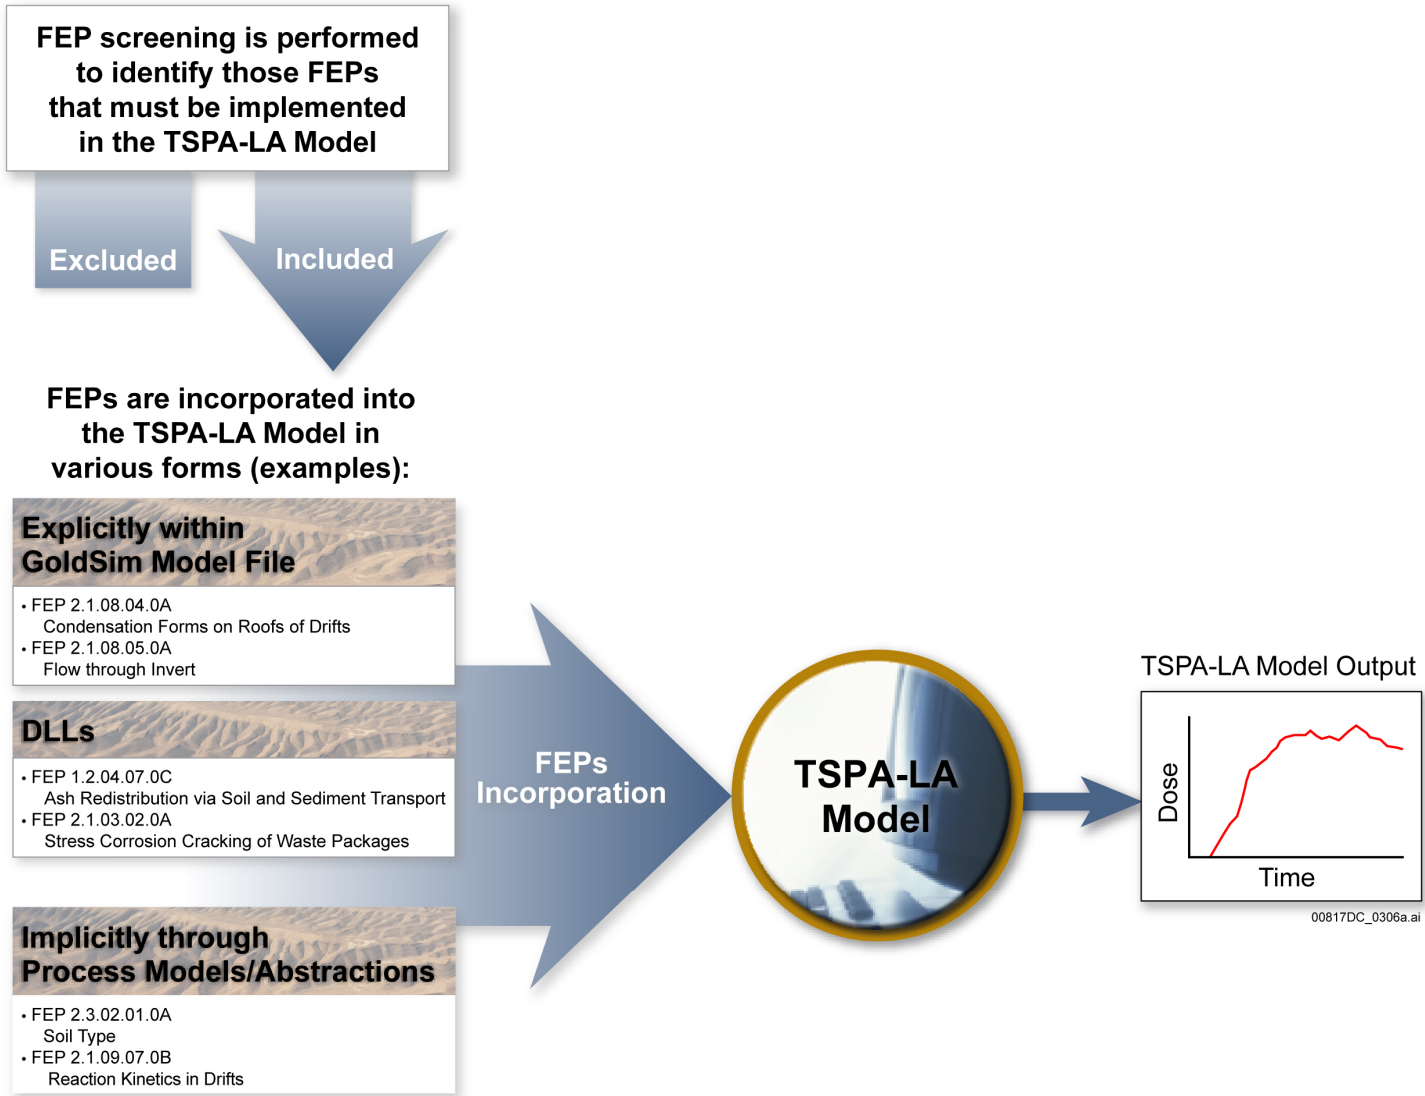 FEP screening is performed
to identify those FEPs
that must be implemented
in the TSPA-LA Model
Excluded
Included
FEPs are incorporated into
the TSPA-LA Model in
various forms (examples):
Explicitly within
GoldSim Model File
• FEP 2.1.08.04.0A
Condensation Forms on Roofs of Drifts
• FEP 2.1.08.05.0A
Flow through Invert
DLLs
• FEP 1.2.04.07.0C
Ash Redistribution via Soil and Sediment Transport
• FEP 2.1.03.02.0A
Stress Corrosion Cracking of Waste Packages
Implicitly through
Process Models/Abstractions
• FEP 2.3.02.01.0A
Soil Type
• FEP 2.1.09.07.0B
Reaction Kinetics in Drifts
FEPs
Incorporation
TSPA-LA
Model
TSPA-LA Model Output
Dose
Time
00817DC_0306a.ai